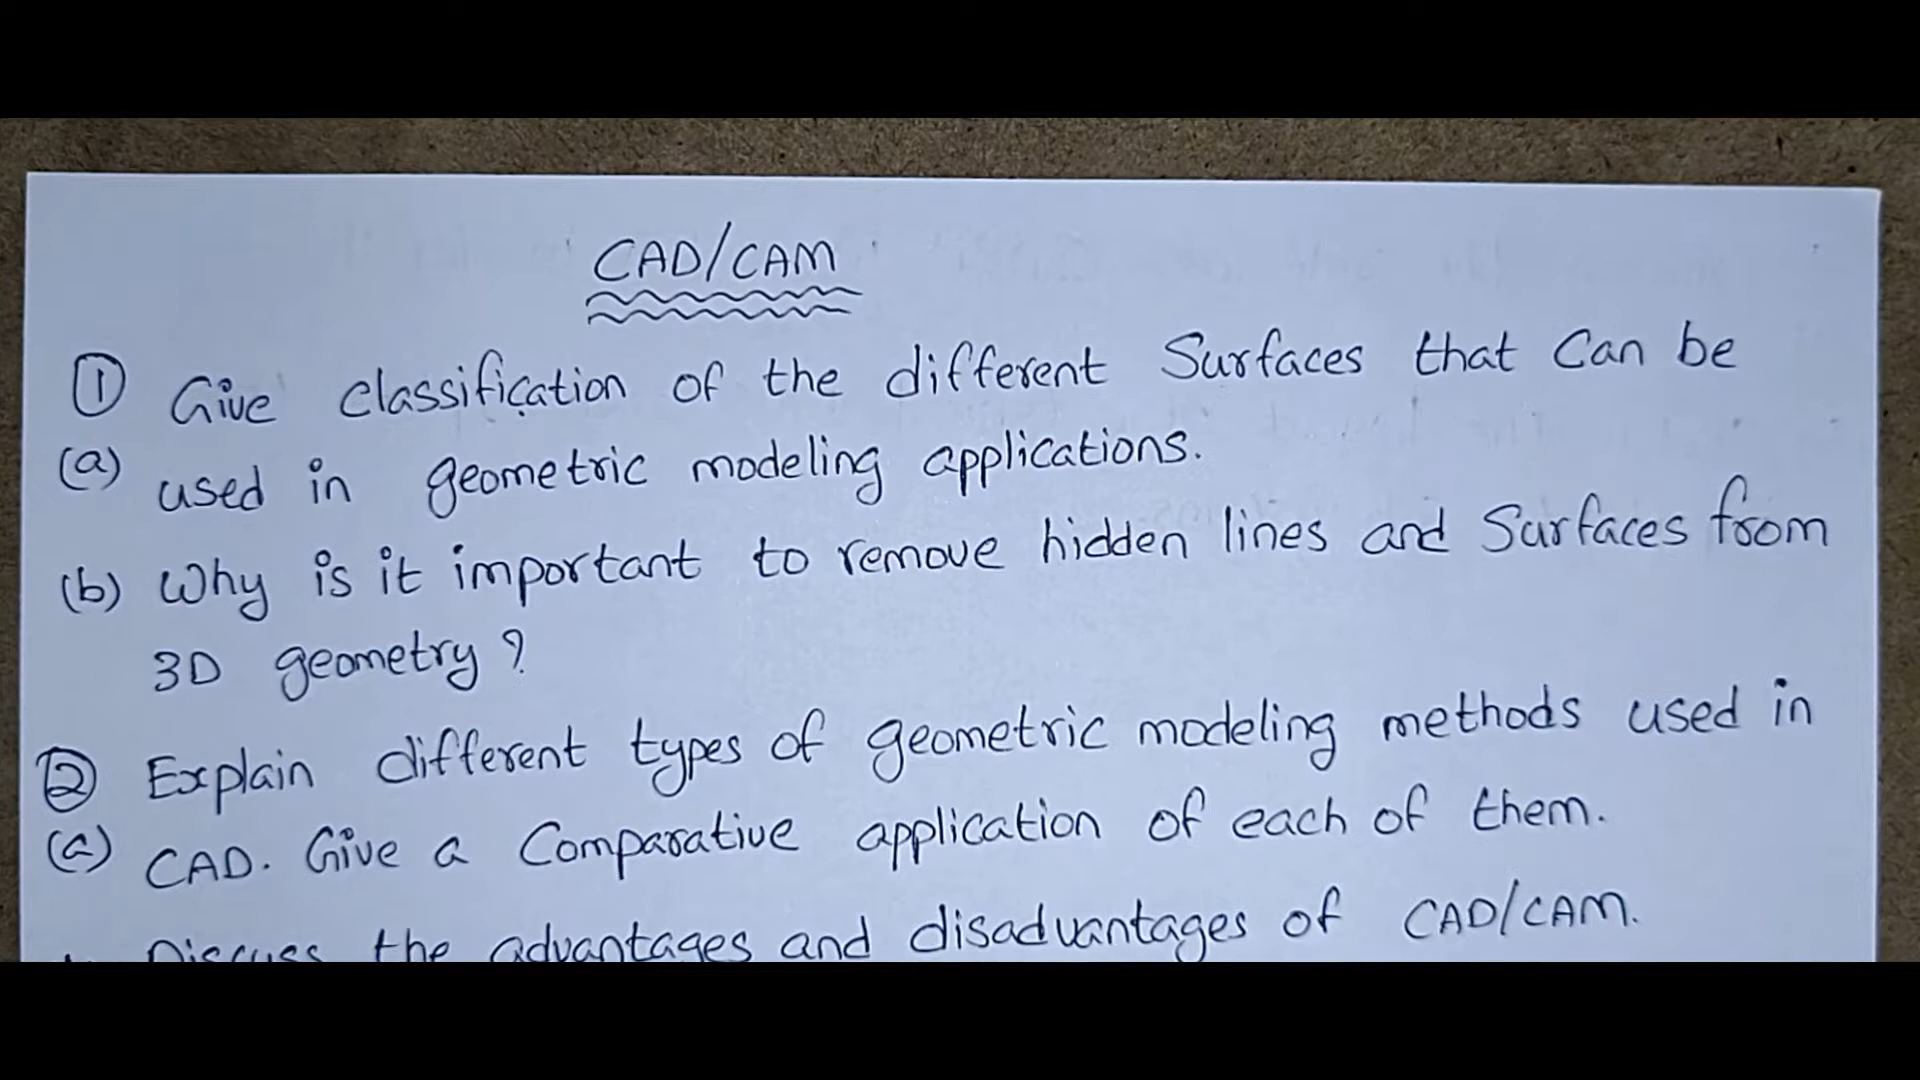 CAD/CAM
① Give classification of the different Surfaces that Can be
(a) used in geometric modeling applications.
(b) Why is it important to remove hidden lines and Surfaces from
3D geometry?
② Explain different types of geometric modeling methods used in
(a) CAD. Give a Comparative application of each of them.
Discuss the advantages and disadvantages of CAD/CAM.